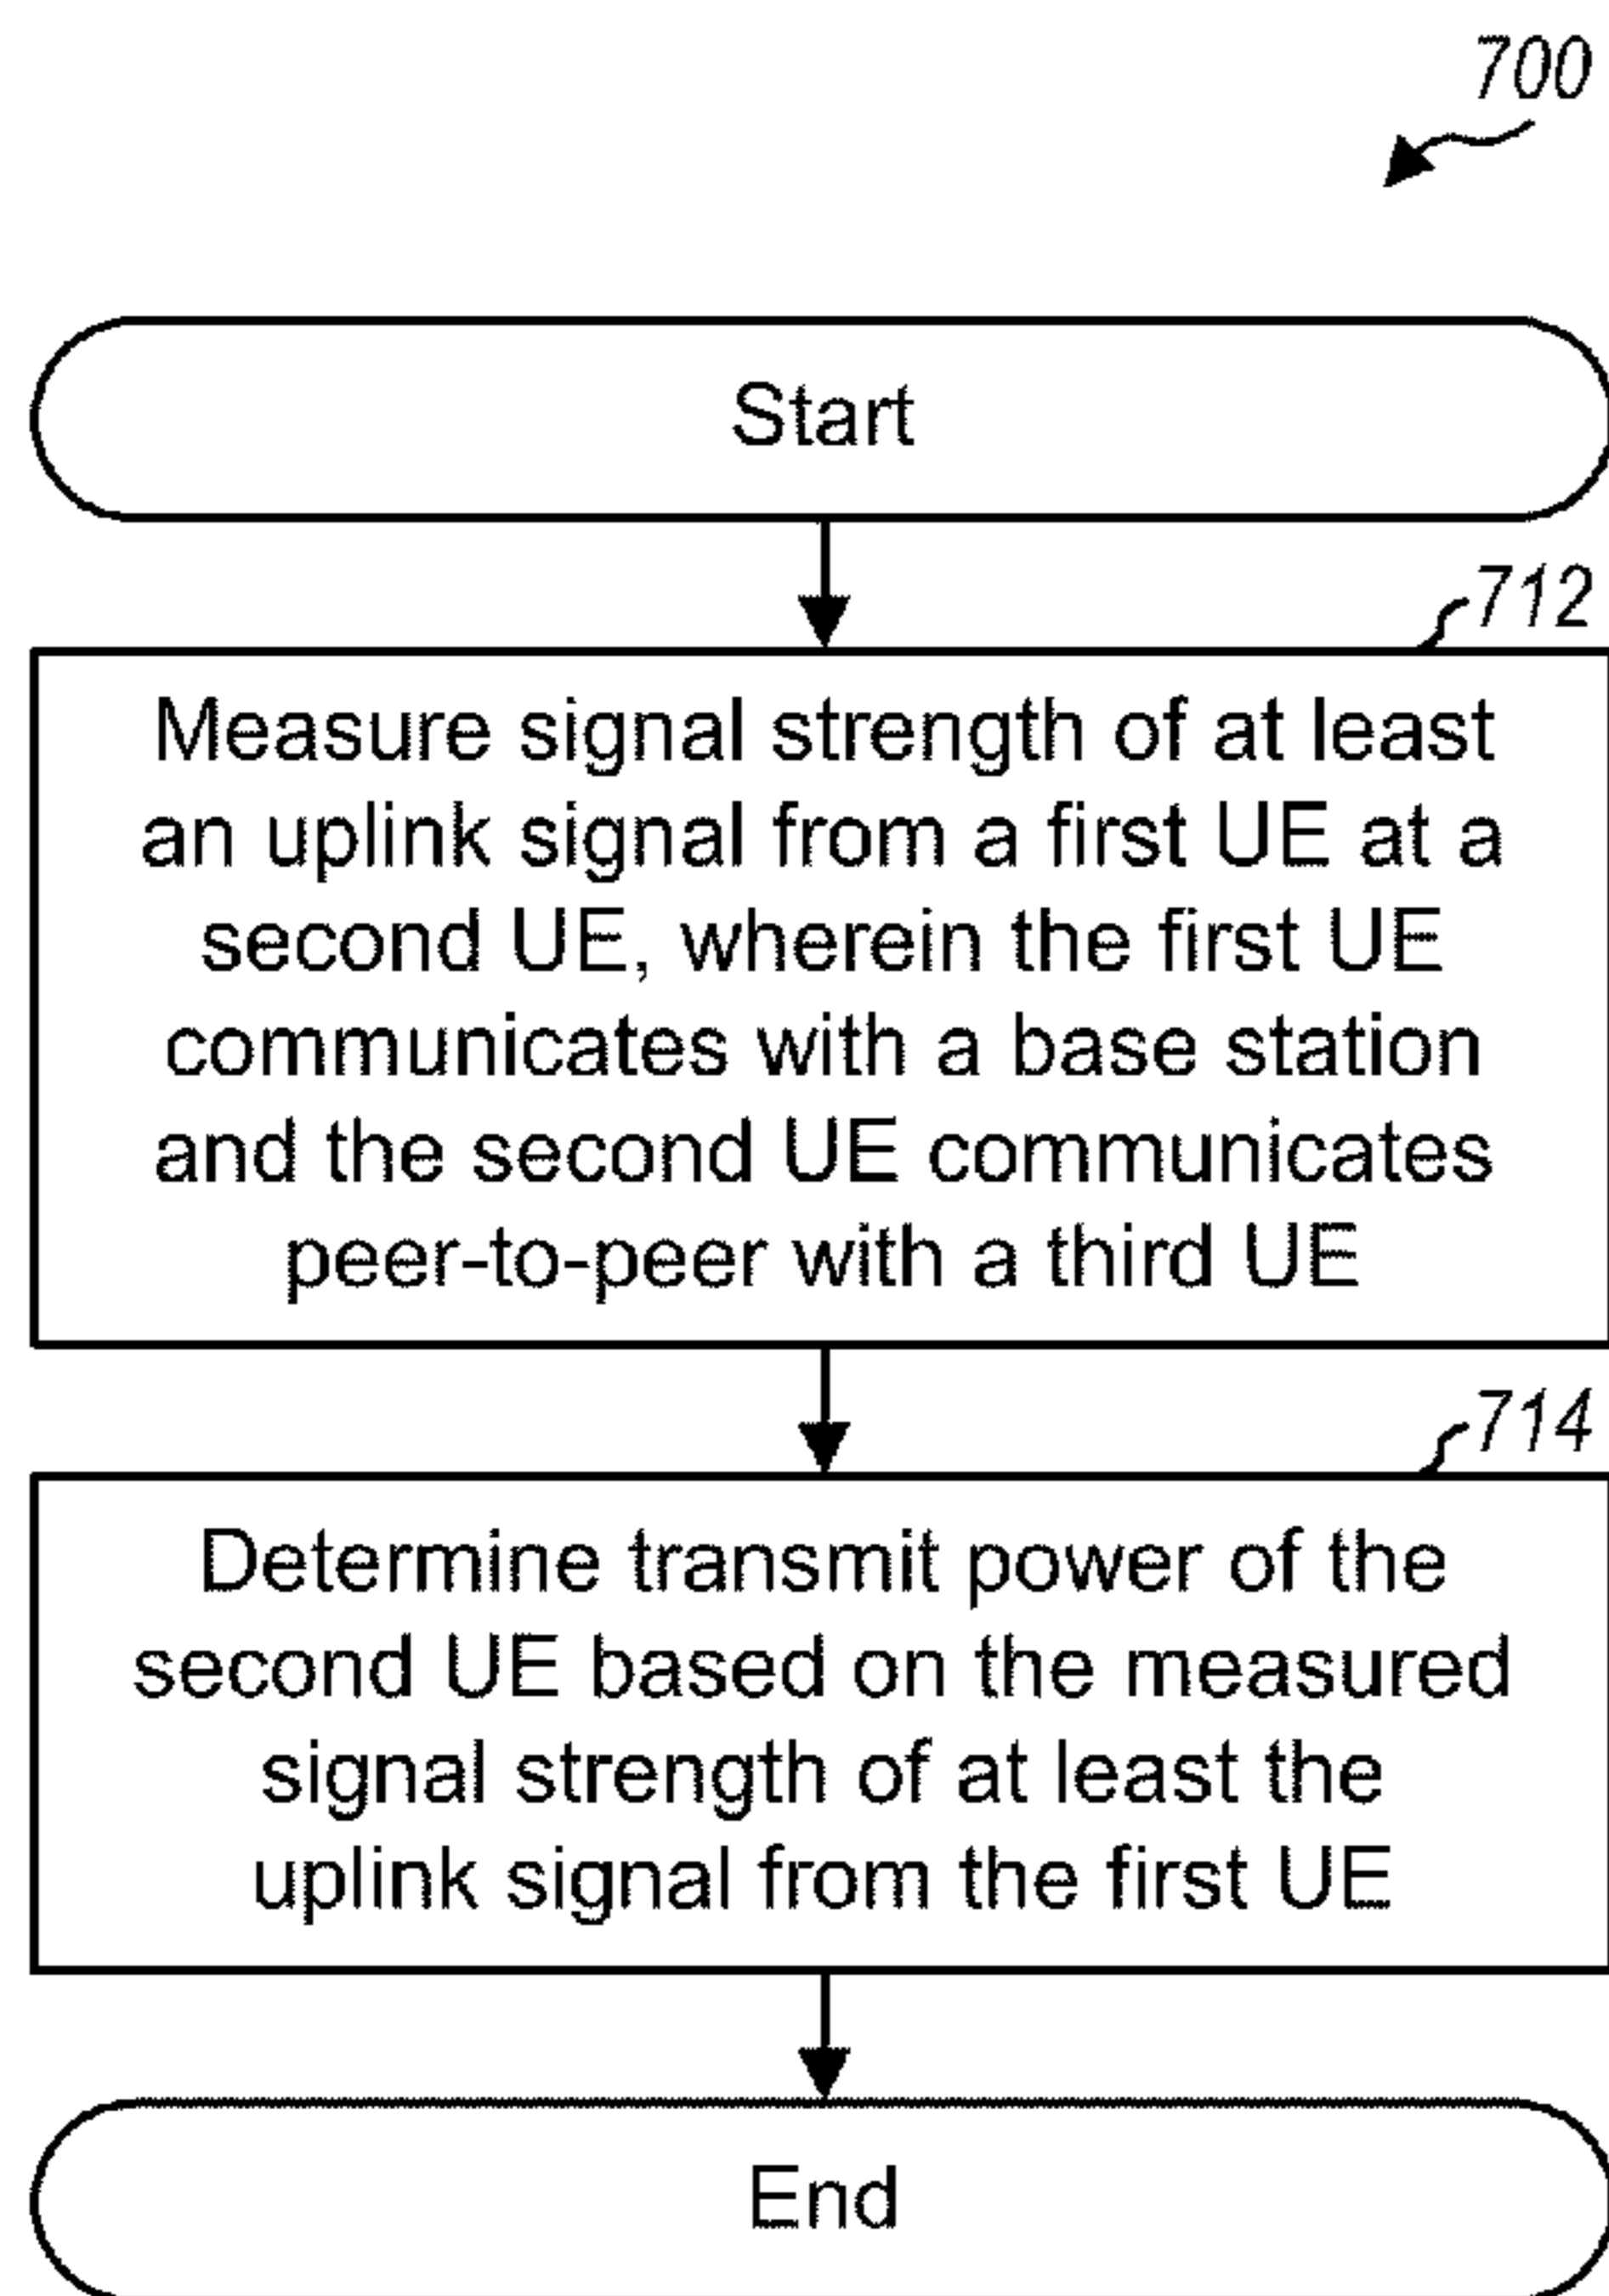 700
Start
712
Measure signal strength of at least
an uplink signal from a first UE at a
second UE, wherein the first UE
communicates with a base station
and the second UE communicates
peer-to-peer with a third UE
714
Determine transmit power of the
second UE based on the measured
signal strength of at least the
uplink signal from the first UE
End